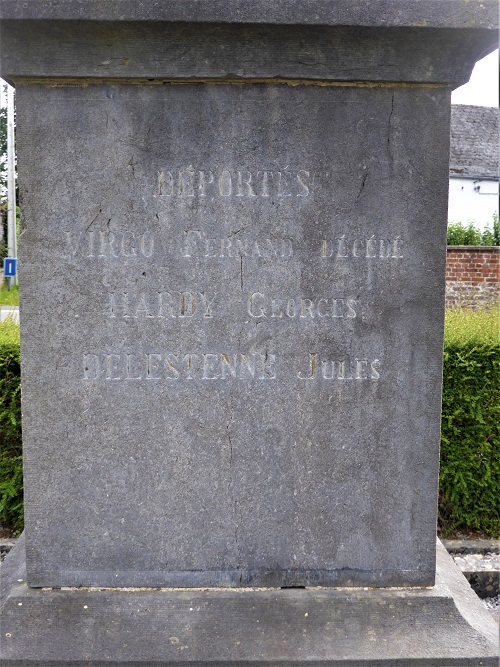 DÉPORTÉS
VIRGO FERNAND DÉCÉDÉ
HARDY GEORGES
DELESTENNE JULES